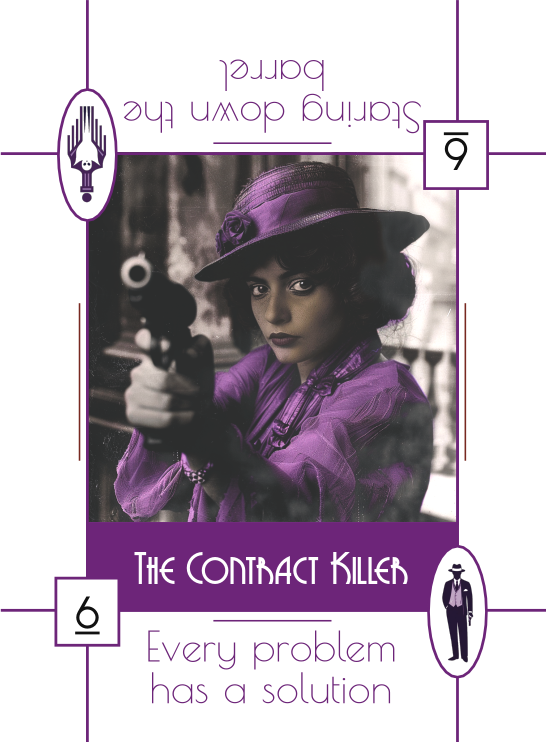 Staring down the
barrel
6
The Contract Killer
6
Every problem
has a solution